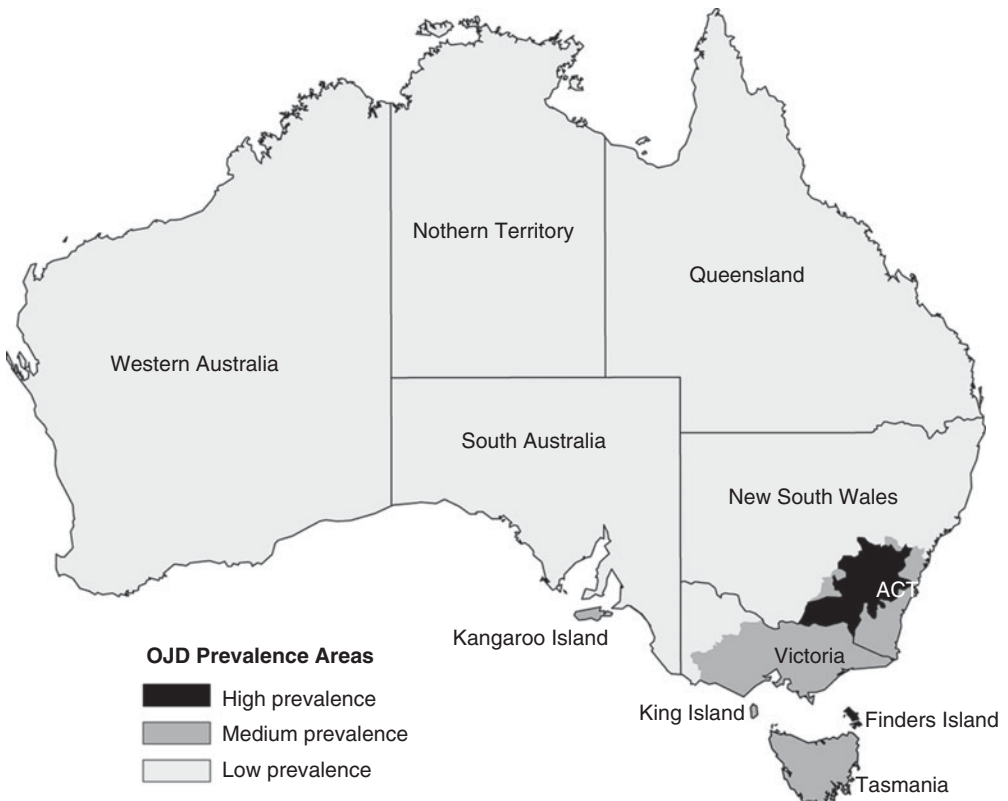 Nothern Territory
Queensland
Western Australia
South Australia
New South Wales
ACT
Kangaroo Island
OJD Prevalence Areas
High prevalence
Medium prevalence
Low prevalence
Victoria
King Island
Finders Island
Tasmania